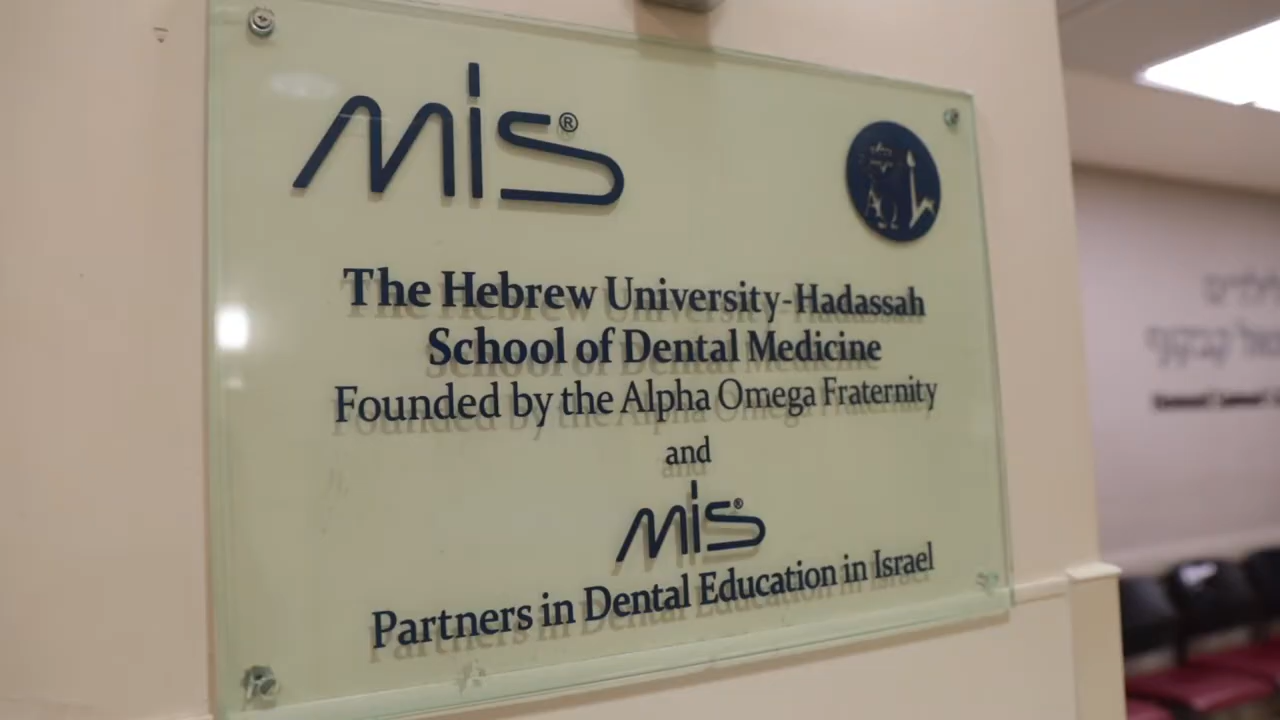 MIS®
The Hebrew University-Hadassah
School of Dental Medicine
Founded by the Alpha Omega Fraternity
and
MIS®
Partners in Dental Education in Israel